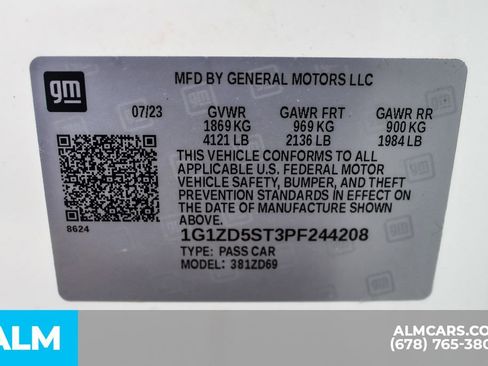 gm
MFD BY GENERAL MOTORS LLC
07/23 GVWR GAWR FRT GAWR RR
1869 KG 969 KG 900 KG
4121 LB 2136 LB 1984 LB
THIS VEHICLE CONFORMS TO ALL
APPLICABLE U.S. FEDERAL MOTOR
VEHICLE SAFETY, BUMPER, AND THEFT
PREVENTION STANDARDS IN EFFECT ON
THE DATE OF MANUFACTURE SHOWN
ABOVE.
8624
1G1ZD5ST3PF244208
TYPE: PASS CAR
MODEL: 381ZD69
ALM
ALMCARS.CO
(678) 765-380